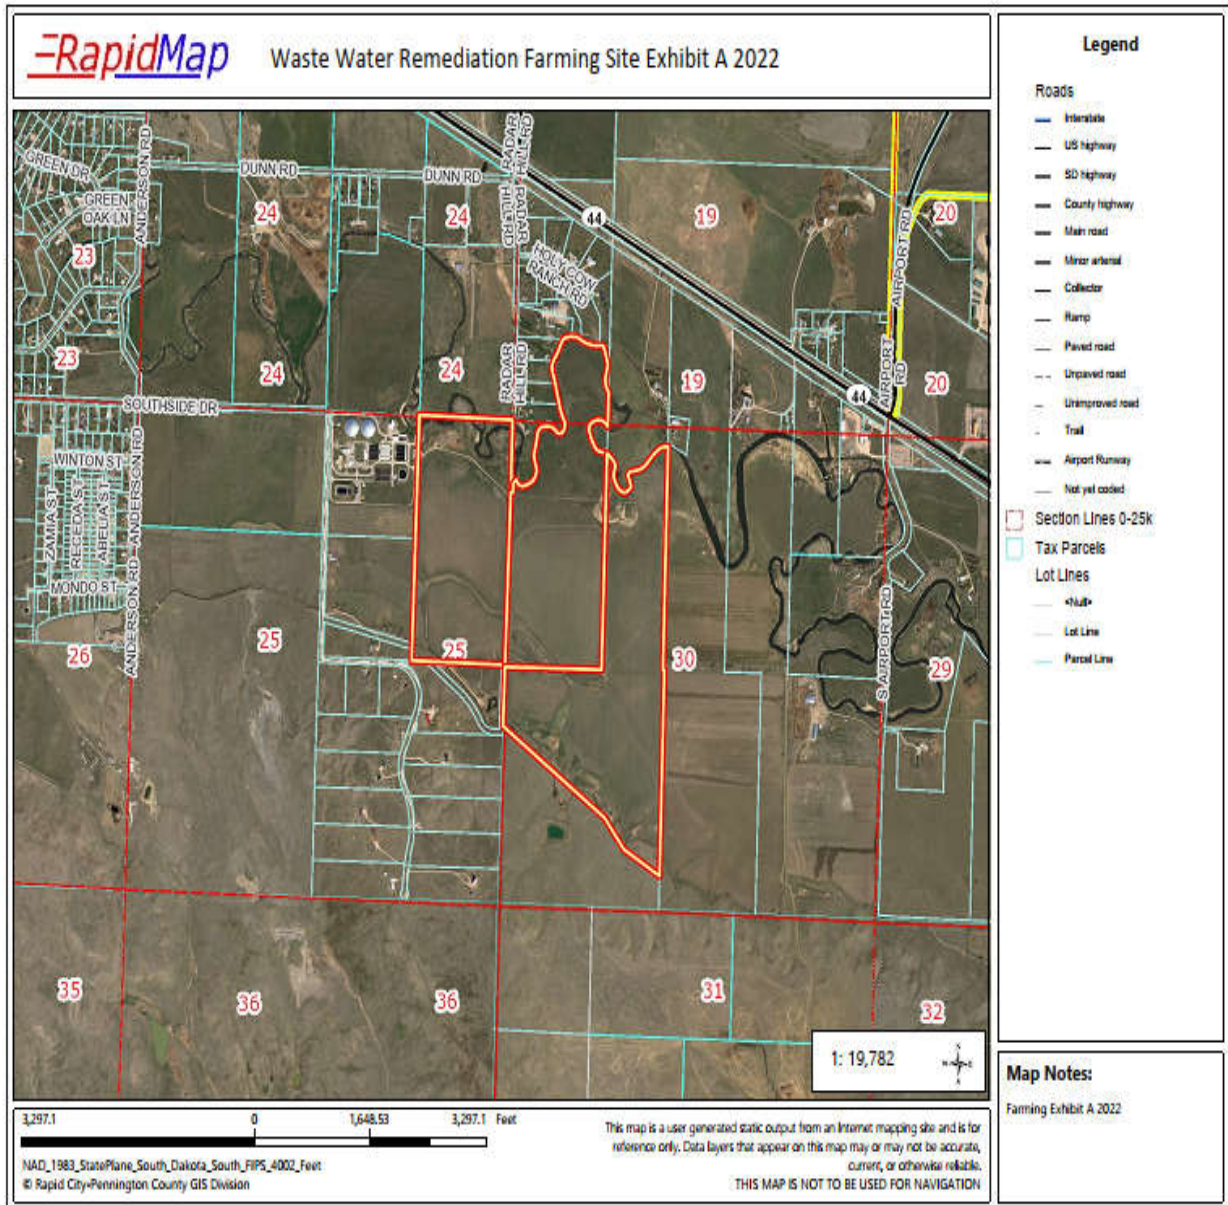 RapidMap
Waste Water Remediation Farming Site Exhibit A 2022
Legend
Roads
Interstate
US highway
SD highway
County highway
Main road
Minor arterial
Collector
Ramp
Paved road
Unpaved road
Unimproved road
Trail
Airport Runway
Not yet coded
Section Lines 0-25k
Tax Parcels
Lot Lines
<Null>
Lot Line
Parcel Line
GREEN DR
GREEN
OAK LN
ANDERSON RD
DUNN RD
DUNN RD
RADAR
HILL RD
RADAR
HILL RD
44
19
20
AIRPORT RD
AIRPORT RD
23
24
24
HOLY COW
RANCH RD
23
24
24
RADAR
HILL RD
19
44
AIRPORT
RD
20
SOUTHSIDE DR
WINTON ST
ZAMIA ST
RECEDA ST
ABELIA ST
ANDERSON RD
ANDERSON RD
MONDO ST
26
25
25
30
S AIRPORT RD
29
35
36
36
31
32
1: 19,782
N
W
E
S
3,297.1
0
1,648.53
3,297.1 Feet
NAD_1983_StatePlane_South_Dakota_South_FIPS_4002_Feet
© Rapid City-Pennington County GIS Division
This map is a user generated static output from an Internet mapping site and is for
reference only. Data layers that appear on this map may or may not be accurate,
current, or otherwise reliable.
THIS MAP IS NOT TO BE USED FOR NAVIGATION
Map Notes:
Farming Exhibit A 2022